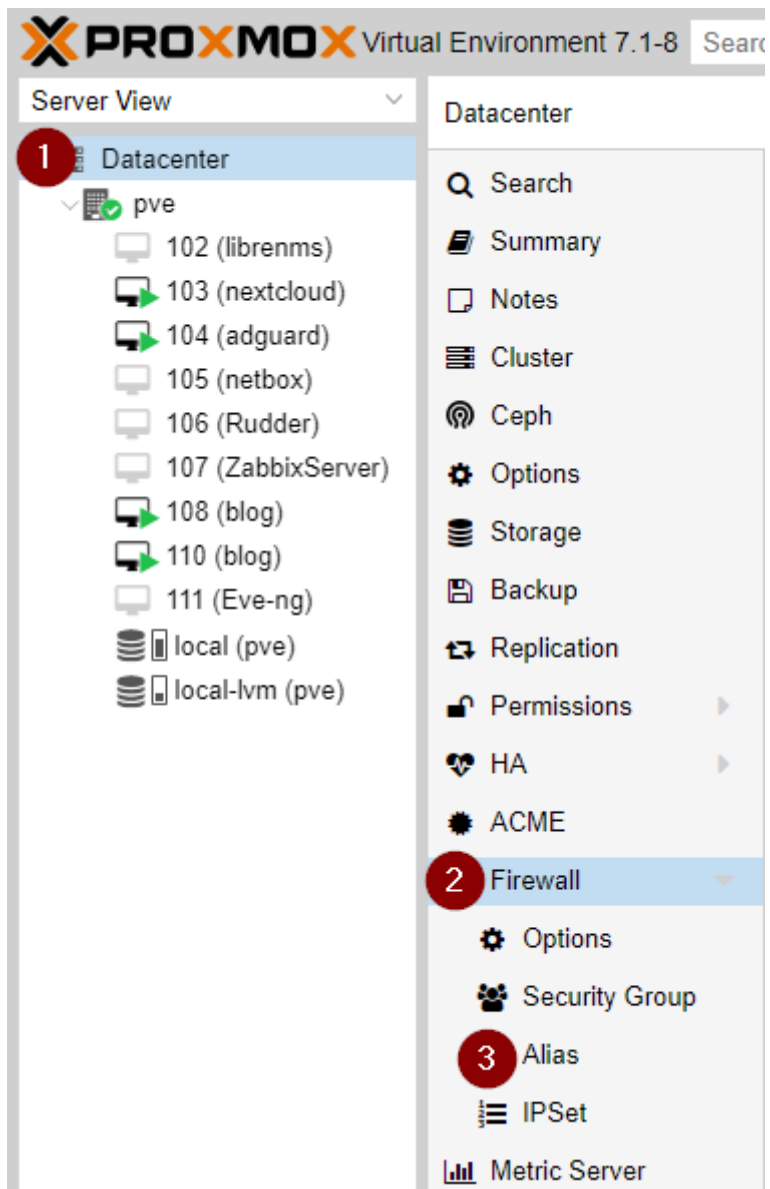 PROXMOX Virtual Environment 7.1-8 Sear
Server View
Datacenter
1 Datacenter
pve
102 (librenms)
103 (nextcloud)
104 (adguard)
105 (netbox)
106 (Rudder)
107 (ZabbixServer)
108 (blog)
110 (blog)
111 (Eve-ng)
local (pve)
local-lvm (pve)
Search
Summary
Notes
Cluster
Ceph
Options
Storage
Backup
Replication
Permissions
HA
ACME
2 Firewall
Options
Security Group
3 Alias
IPSet
Metric Server